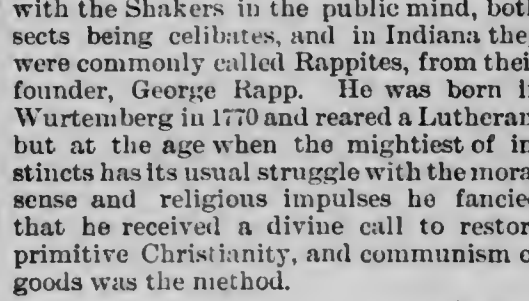 with the Shakers in the public mind, both
sects being celibates, and in Indiana the
were commonly called Rappites, from thei
founder, George Rapp. He was born i
Wurtemberg in 1770 and reared a Lutheran
but at the age when the mightiest of in
stincts has its usual struggle with the mora
sense and religious impulses he fancie
that he received a divine call to restor
primitive Christianity, and communism o
goods was the method.